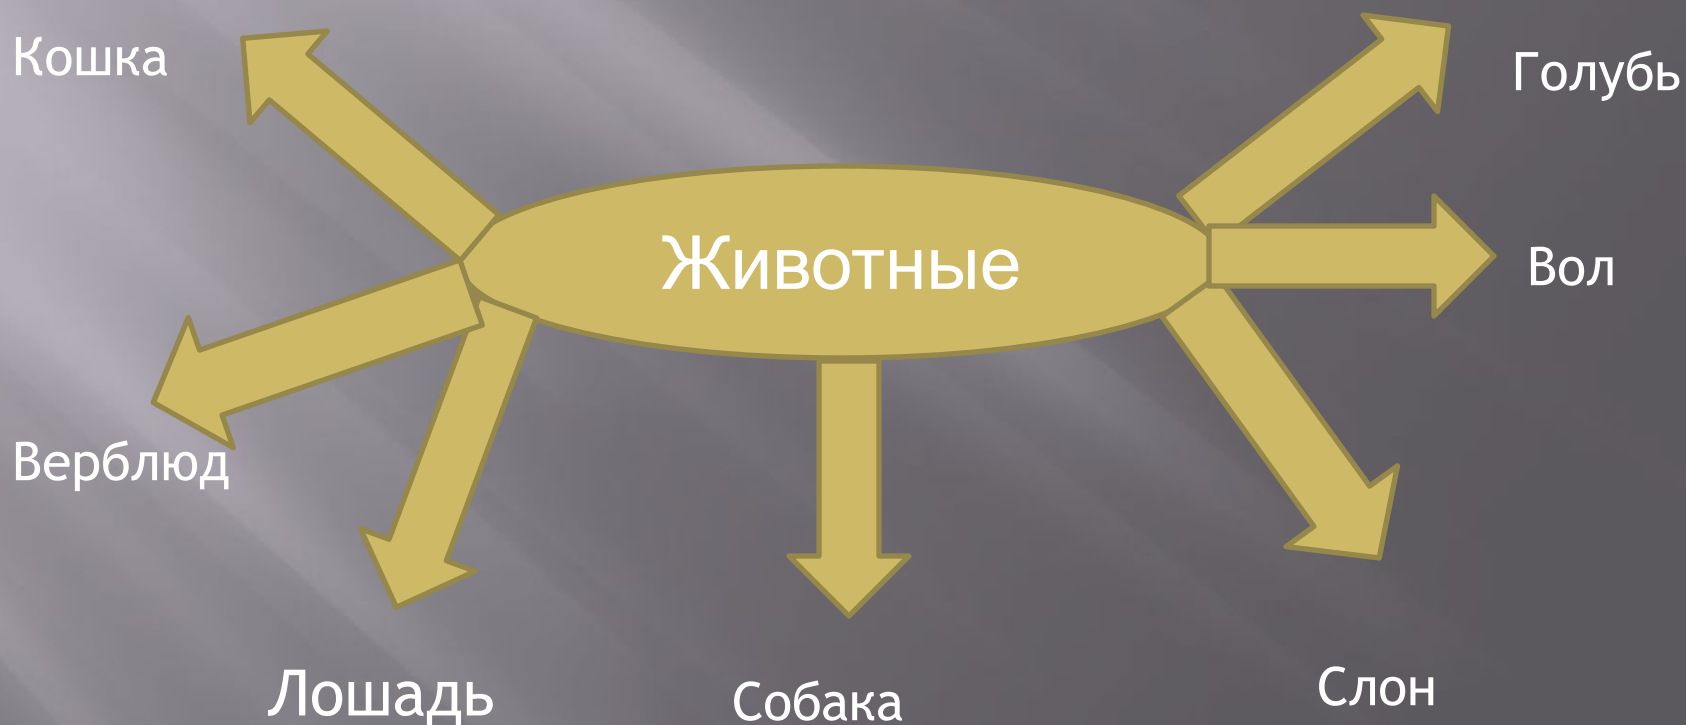 Кошка
Голубь
Животные
Вол
Верблюд
Лошадь
Собака
Слон